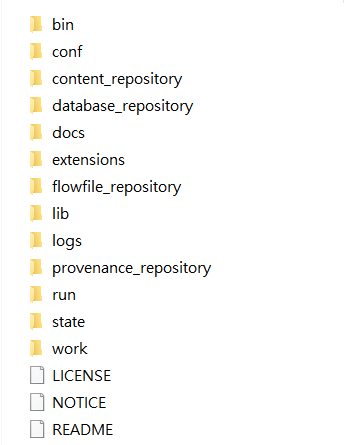 bin
conf
content_repository
database_repository
docs
extensions
flowfile_repository
lib
logs
provenance_repository
run
state
work
LICENSE
NOTICE
README